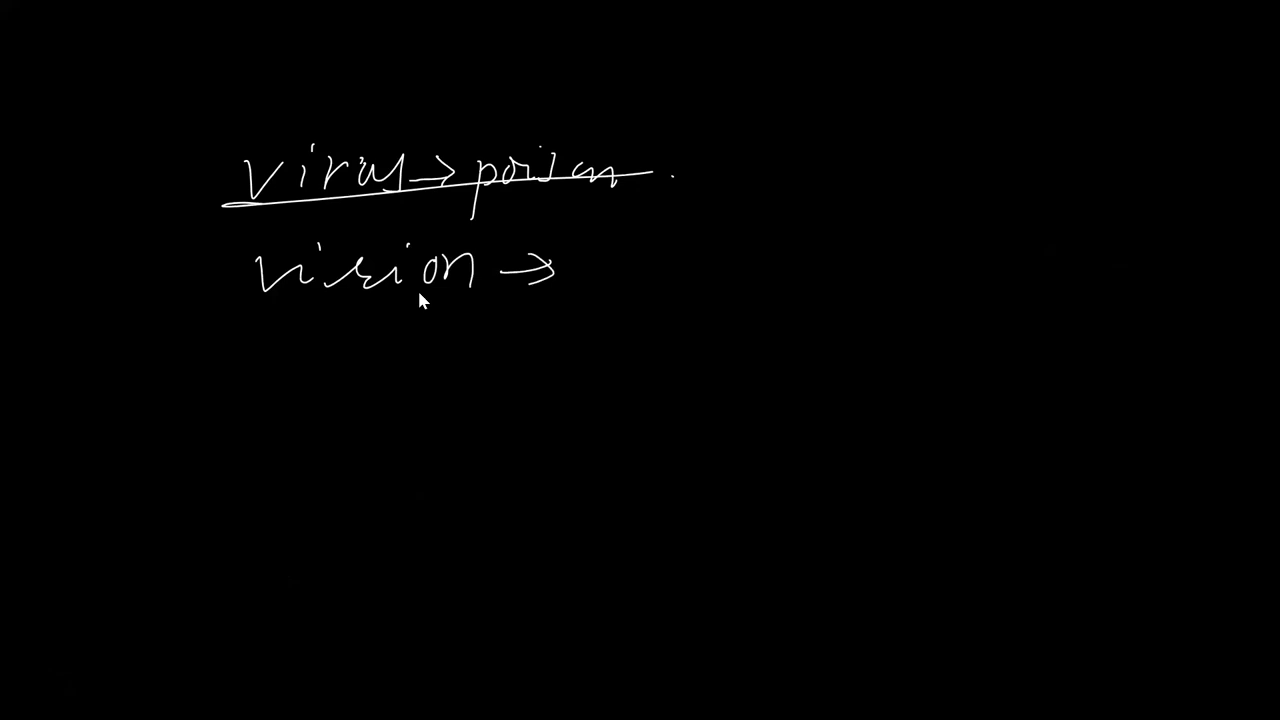 virus → poison.
virion →